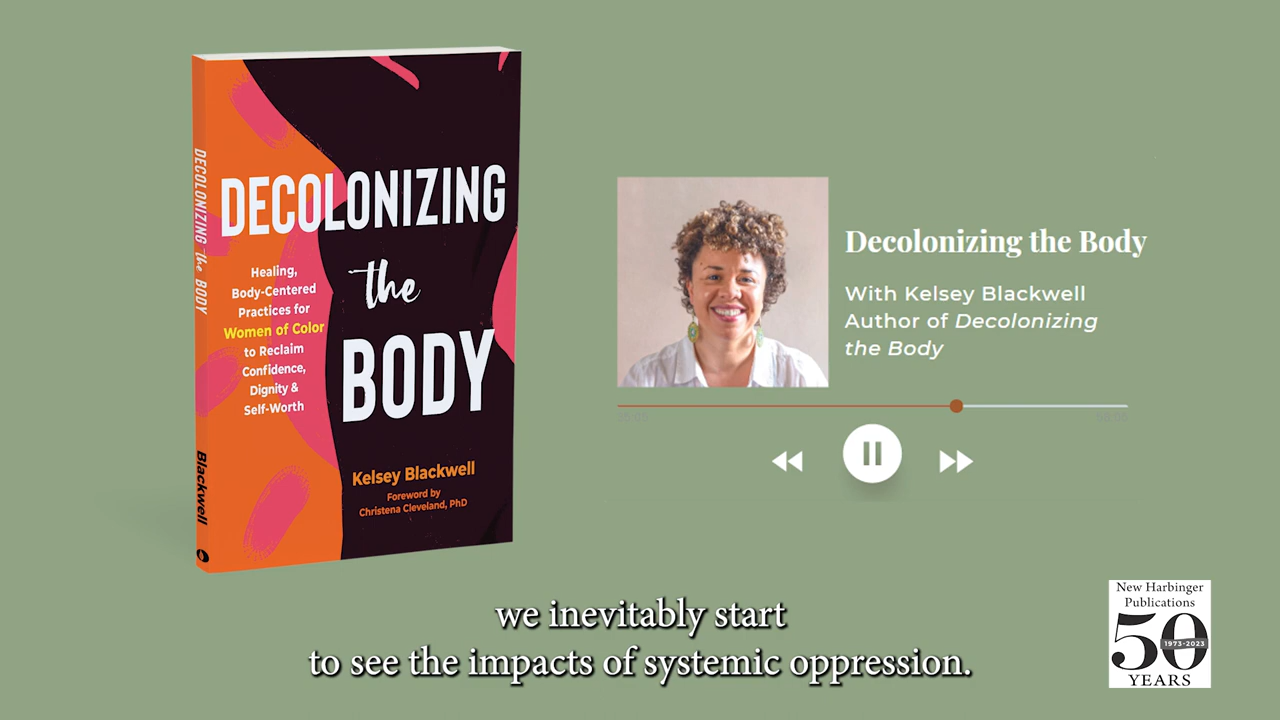 DECOLONIZING the BODY
Blackwell
DECOLONIZING
the
BODY
Healing,
Body-Centered
Practices for
Women of Color
to Reclaim
Confidence,
Dignity &
Self-Worth
Kelsey Blackwell
Foreword by
Christena Cleveland, PhD
Decolonizing the Body
With Kelsey Blackwell
Author of Decolonizing
the Body
we inevitably start
to see the impacts of systemic oppression.
New Harbinger
Publications
50
1973-2023
YEARS